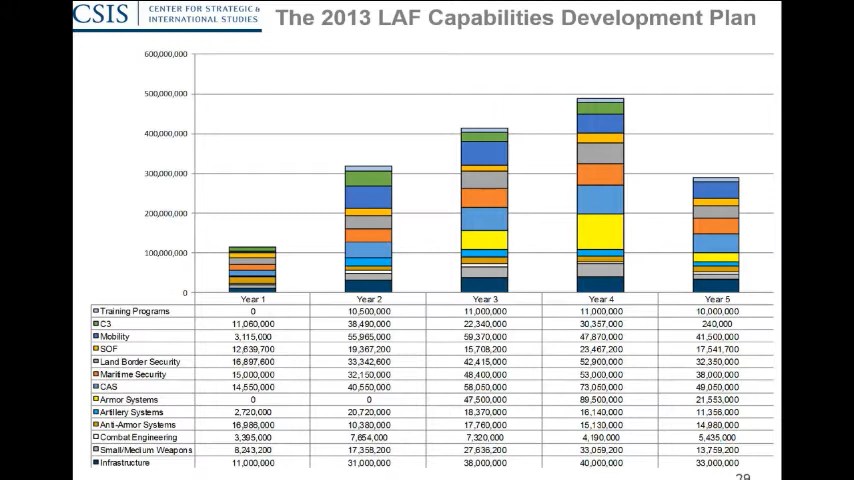 CSIS | CENTER FOR STRATEGIC & INTERNATIONAL STUDIES
The 2013 LAF Capabilities Development Plan
600,000,000
500,000,000
400,000,000
300,000,000
200,000,000
100,000,000
0
Year 1 Year 2 Year 3 Year 4 Year 5
Training Programs 0 10,500,000 11,000,000 11,000,000 10,000,000
C3 11,060,000 38,490,000 22,340,000 30,357,000 240,000
Mobility 3,115,000 55,965,000 59,370,000 47,870,000 41,500,000
SOF 12,639,700 19,367,200 15,708,200 23,467,200 17,541,700
Land Border Security 16,897,600 33,342,600 42,415,000 52,900,000 32,350,000
Maritime Security 15,000,000 32,150,000 48,400,000 53,000,000 38,000,000
CAS 14,550,000 40,550,000 58,050,000 73,050,000 49,050,000
Armor Systems 0 0 47,500,000 89,500,000 21,553,000
Artillery Systems 2,720,000 20,720,000 18,370,000 16,140,000 11,356,000
Anti-Armor Systems 16,986,000 10,380,000 17,760,000 15,130,000 14,980,000
Combat Engineering 3,395,000 7,654,000 7,320,000 4,190,000 5,435,000
Small/Medium Weapons 8,243,200 17,358,200 27,636,200 33,059,200 13,759,200
Infrastructure 11,000,000 31,000,000 38,000,000 40,000,000 33,000,000